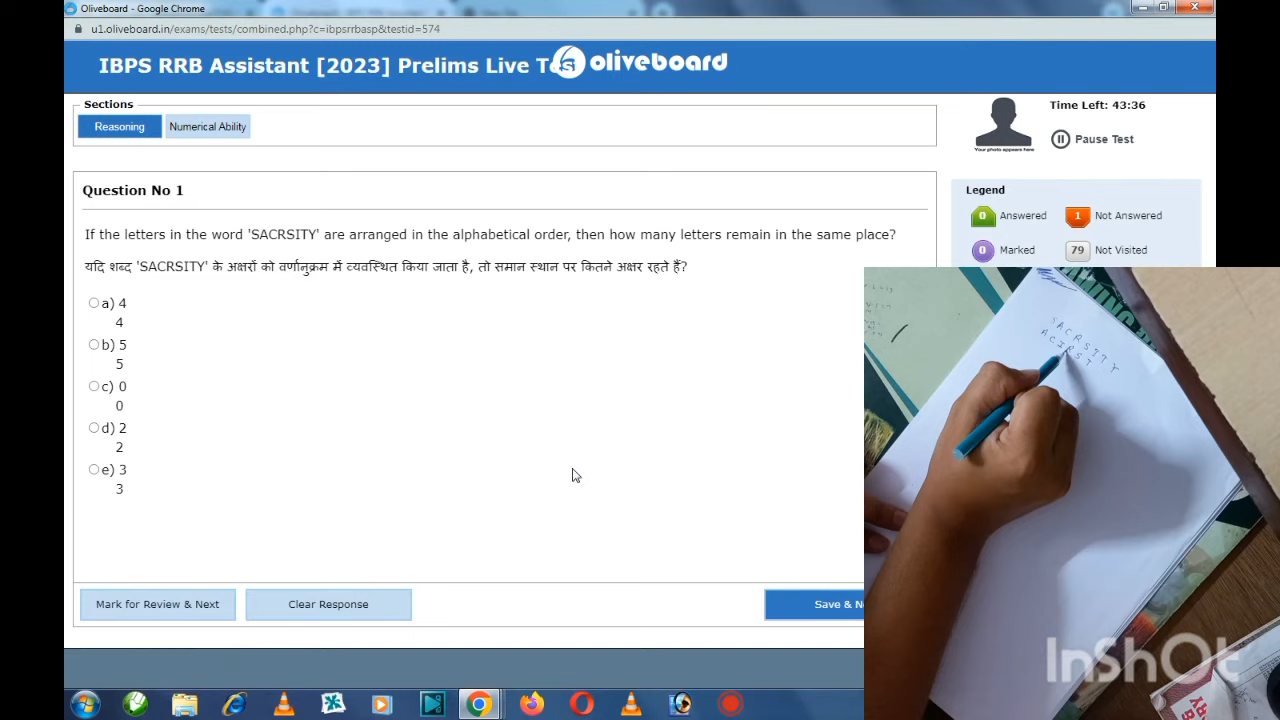 Oliveboard - Google Chrome
u1.oliveboard.in/exams/tests/combined.php?c=ibpsrrbasp&testid=574
IBPS RRB Assistant [2023] Prelims Live Tes
oliveboard
Sections
Reasoning
Numerical Ability
Time Left: 43:36
Your photo appears here
Pause Test
Question No 1
If the letters in the word 'SACRSITY' are arranged in the alphabetical order, then how many letters remain in the same place?
यदि शब्द 'SACRSITY' के अक्षरों को वर्णानुक्रम में व्यवस्थित किया जाता है, तो समान स्थान पर कितने अक्षर रहते हैं?
a) 4
4
b) 5
5
c) 0
0
d) 2
2
e) 3
3
Legend
0 Answered
1 Not Answered
0 Marked
79 Not Visited
SACRSITY
ACIRST
Mark for Review & Next
Clear Response
Save & N
InShOt